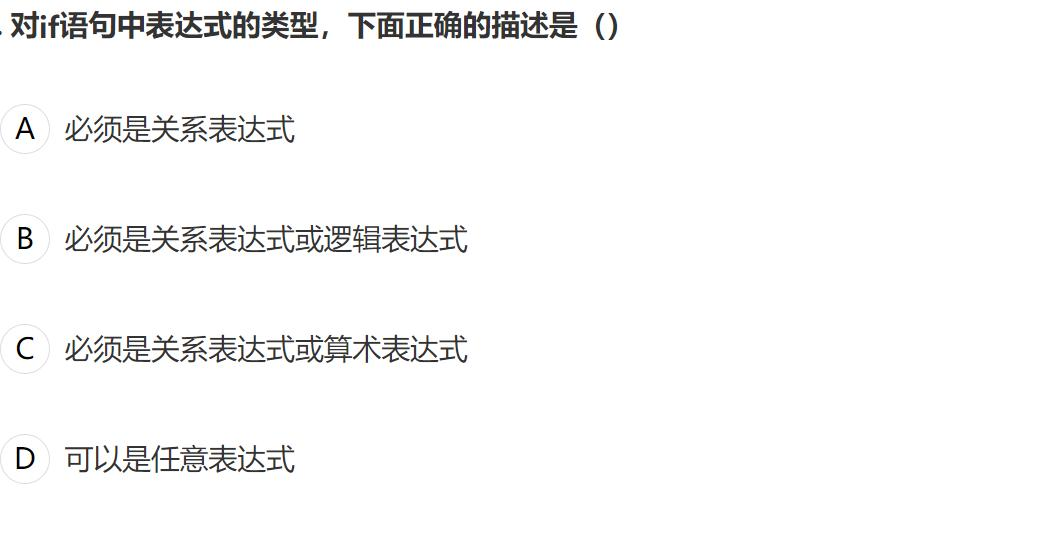 . 对if语句中表达式的类型，下面正确的描述是（）
A 必须是关系表达式
B 必须是关系表达式或逻辑表达式
C 必须是关系表达式或算术表达式
D 可以是任意表达式